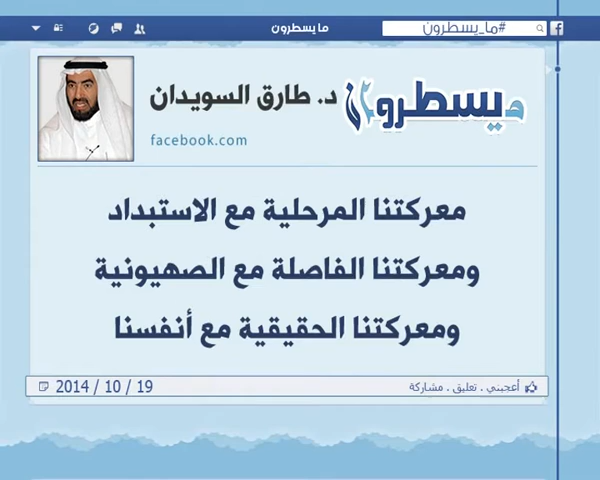 ما يسطرون
#ما_يسطرون
ما يسطرون
د. طارق السويدان
facebook.com
معركتنا المرحلية مع الاستبداد
ومعركتنا الفاصلة مع الصهيونية
ومعركتنا الحقيقية مع أنفسنا
أعجبني . تعليق . مشاركة
2014 / 10 / 19